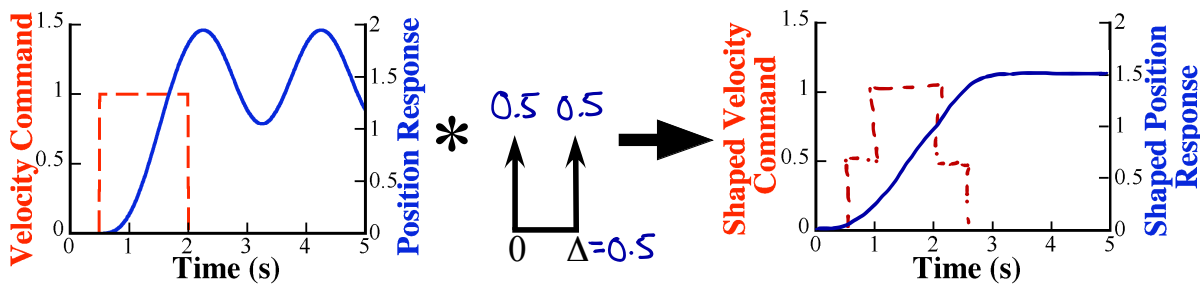 Velocity Command
1.5
1
0.5
0
0 1 2 3 4 5
Time (s)
2
1.5
1
0.5
0
Position Response
*
0.5 0.5
0 Δ=0.5
Shaped Velocity
Command
1.5
1
0.5
0
0 1 2 3 4 5
Time (s)
2
1.5
1
0.5
0
Shaped Position
Response